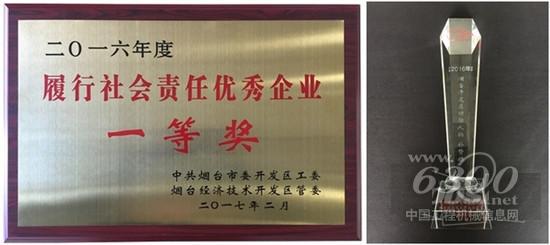 二〇一六年度
履行社会责任优秀企业
一等奖
中共烟台市委开发区工委
烟台经济技术开发区管委
二〇一七年二月
2016年
www.6300.net
中国工程机械信息网